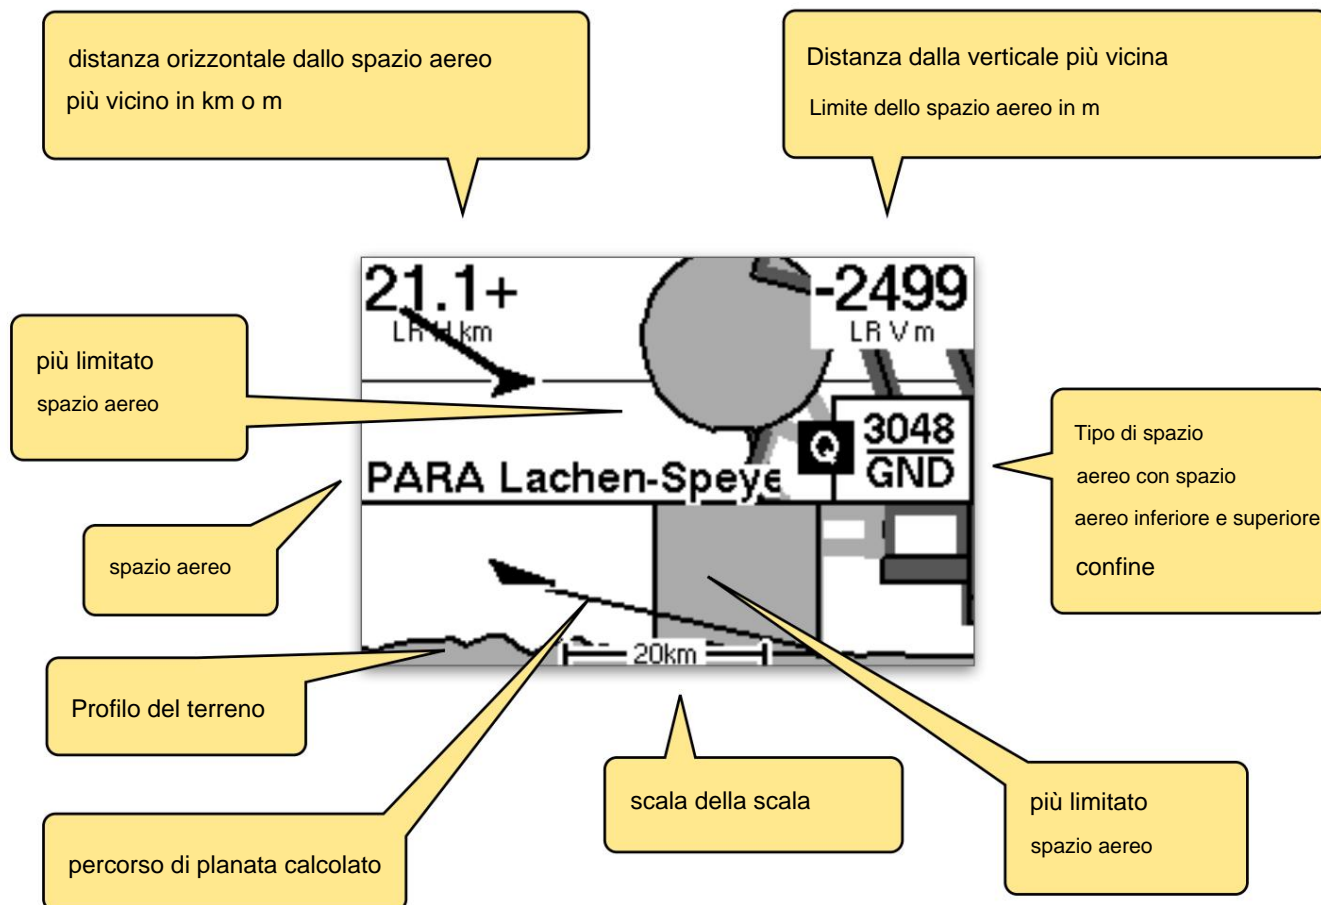 distanza orizzontale dallo spazio aereo
più vicino in km o m
Distanza dalla verticale più vicina
Limite dello spazio aereo in m
21.1+
LR H km
-2499
LR V m
più limitato
spazio aereo
3048
Q
GND
PARA Lachen-Speye
Tipo di spazio
aereo con spazio
aereo inferiore e superiore
confine
spazio aereo
20km
Profilo del terreno
scala della scala
più limitato
spazio aereo
percorso di planata calcolato